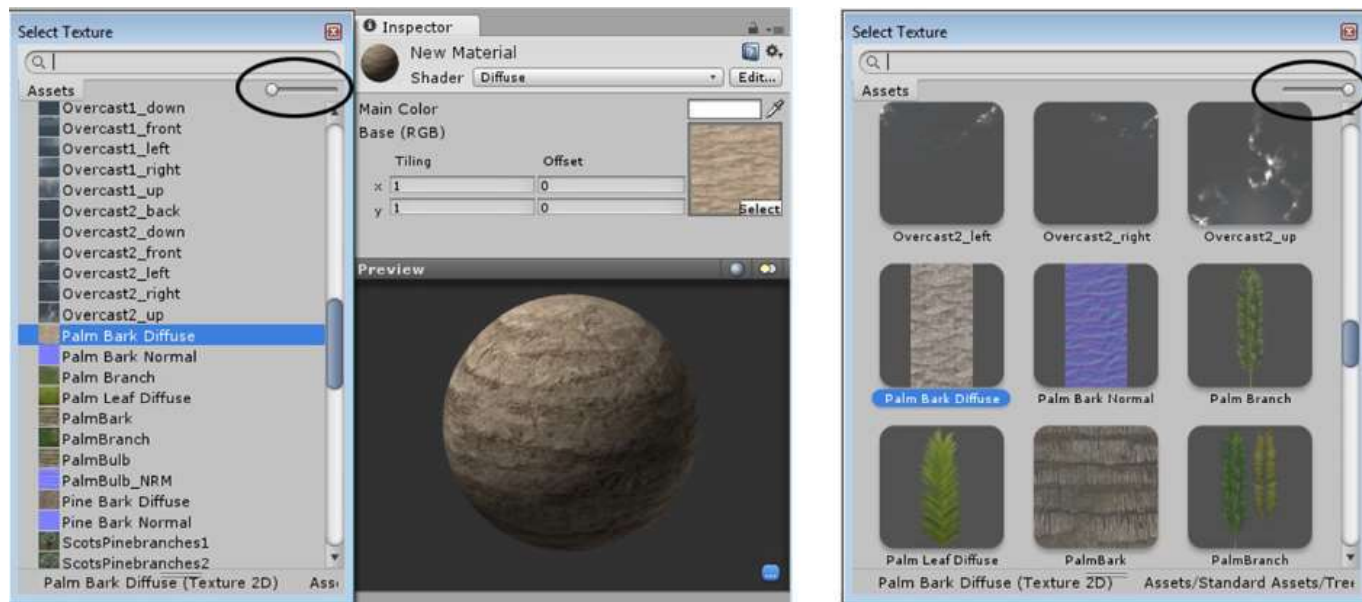 Select Texture
Assets
Overcast1_down
Overcast1_front
Overcast1_left
Overcast1_right
Overcast1_up
Overcast2_back
Overcast2_down
Overcast2_front
Overcast2_left
Overcast2_right
Overcast2_up
Palm Bark Diffuse
Palm Bark Normal
Palm Branch
Palm Leaf Diffuse
PalmBark
PalmBranch
PalmBulb
PalmBulb_NRM
Pine Bark Diffuse
Pine Bark Normal
ScotsPinebranches1
ScotsPinebranches2
Palm Bark Diffuse (Texture 2D) Ass
Inspector
New Material
Shader Diffuse Edit...
Main Color
Base (RGB)
Tiling Offset
x 1 0
y 1 0
Select
Preview
Select Texture
Assets
Overcast2_left Overcast2_right Overcast2_up
Palm Bark Diffuse Palm Bark Normal Palm Branch
Palm Leaf Diffuse PalmBark PalmBranch
Palm Bark Diffuse (Texture 2D) Assets/Standard Assets/Tree